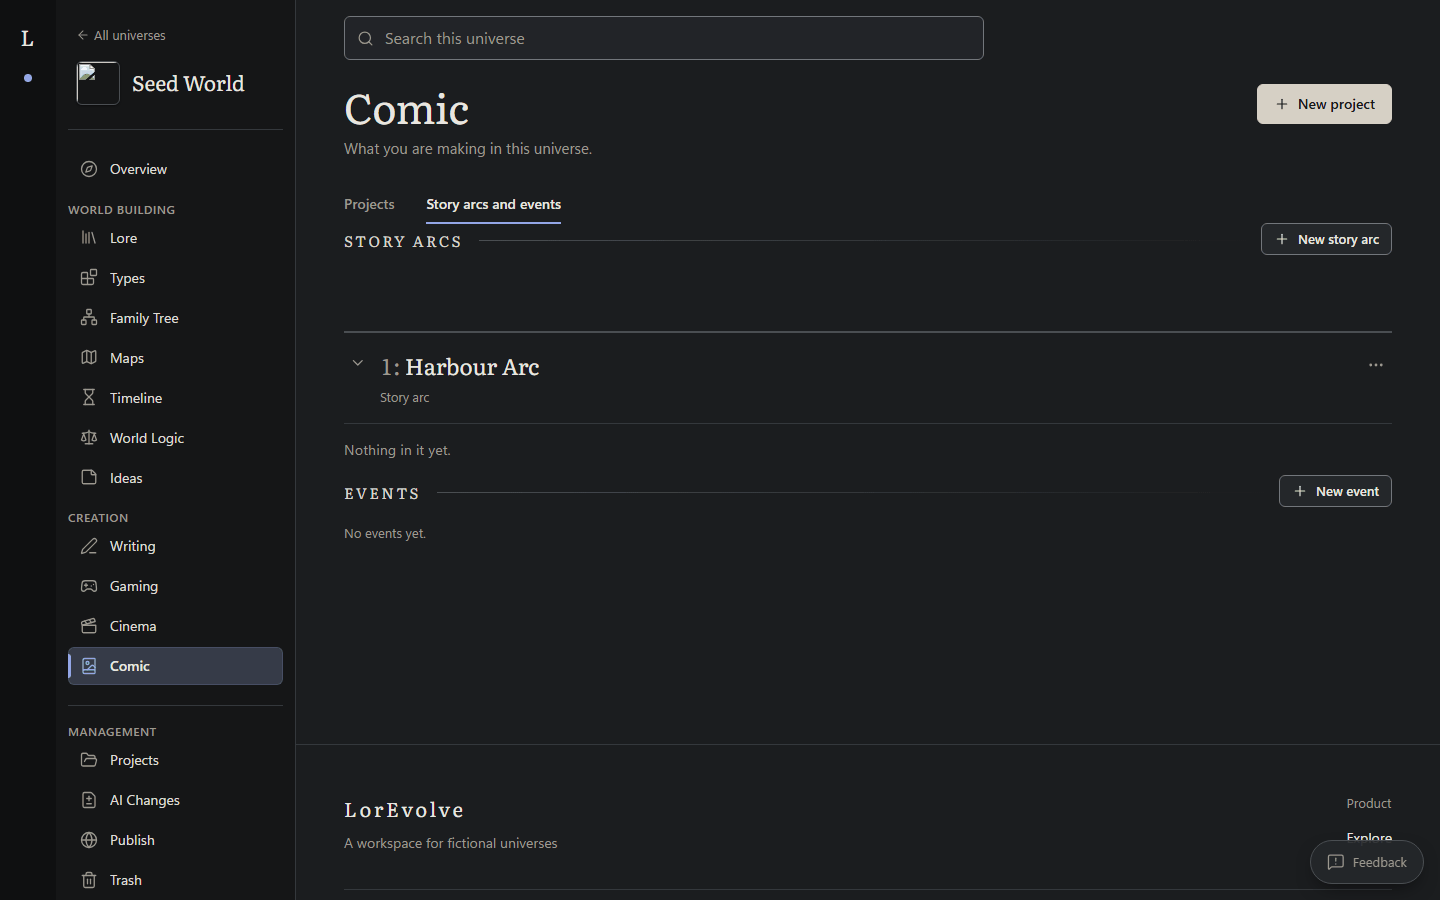 L
All universes
Seed World
Overview
WORLD BUILDING
Lore
Types
Family Tree
Maps
Timeline
World Logic
Ideas
CREATION
Writing
Gaming
Cinema
Comic
MANAGEMENT
Projects
AI Changes
Publish
Trash
Search this universe
Comic
New project
What you are making in this universe.
Projects
Story arcs and events
STORY ARCS
New story arc
1: Harbour Arc
Story arc
Nothing in it yet.
EVENTS
New event
No events yet.
LorEvolve
A workspace for fictional universes
Product
Explore
Feedback